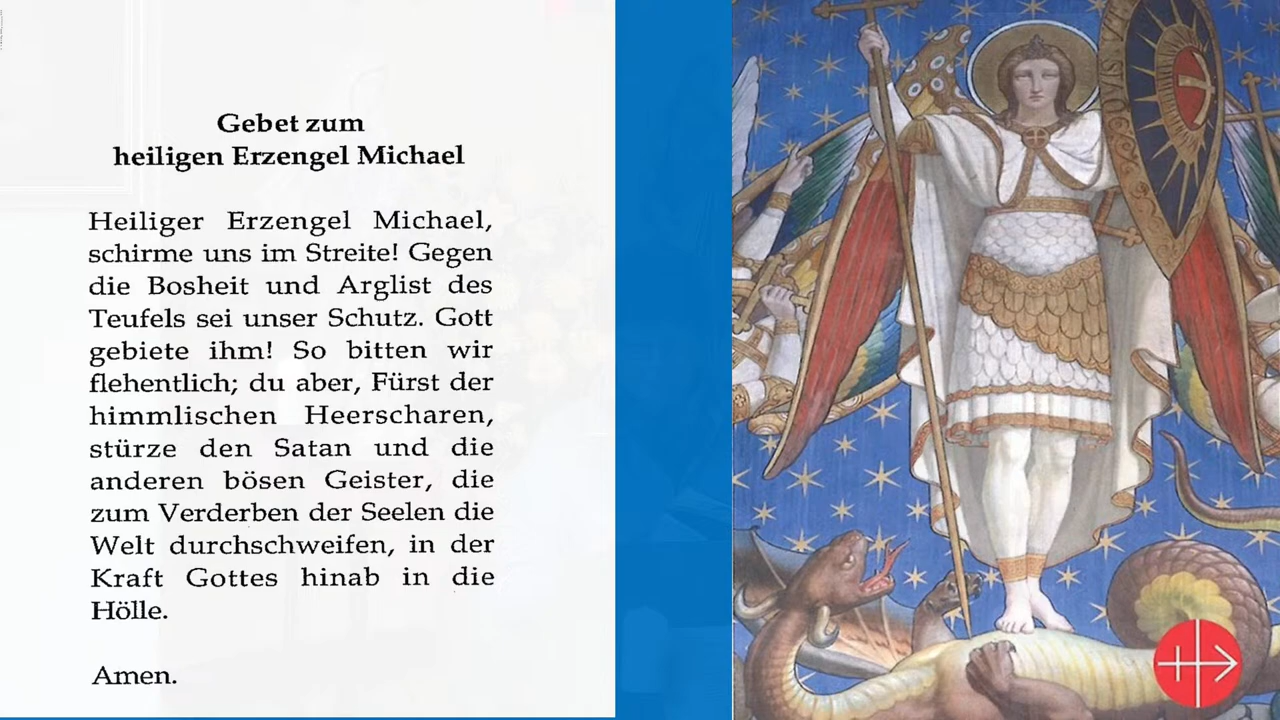 Gebet zum
heiligen Erzengel Michael
Heiliger Erzengel Michael,
schirme uns im Streite! Gegen
die Bosheit und Arglist des
Teufels sei unser Schutz. Gott
gebiete ihm! So bitten wir
flehentlich; du aber, Fürst der
himmlischen Heerscharen,
stürze den Satan und die
anderen bösen Geister, die
zum Verderben der Seelen die
Welt durchschweifen, in der
Kraft Gottes hinab in die
Hölle.
Amen.